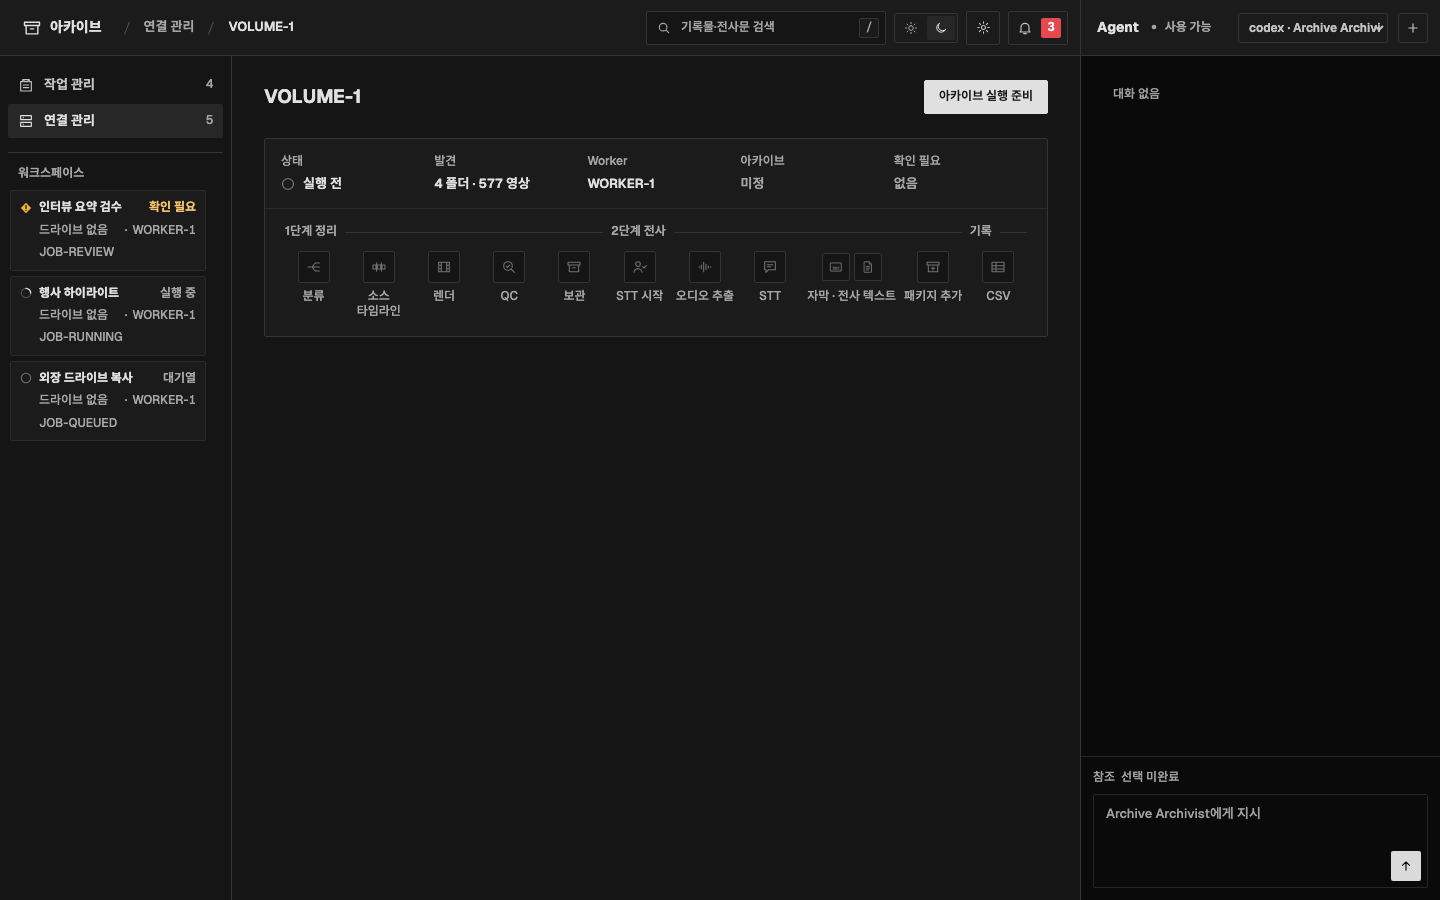 아카이브 / 연결 관리 / VOLUME-1
기록물·전사문 검색 /
3
Agent • 사용 가능
codex · Archive Archiv
작업 관리 4
연결 관리 5
워크스페이스
인터뷰 요약 검수 확인 필요
드라이브 없음 · WORKER-1
JOB-REVIEW
행사 하이라이트 실행 중
드라이브 없음 · WORKER-1
JOB-RUNNING
외장 드라이브 복사 대기열
드라이브 없음 · WORKER-1
JOB-QUEUED
VOLUME-1
아카이브 실행 준비
상태 발견 Worker 아카이브 확인 필요
실행 전 4 폴더 · 577 영상 WORKER-1 미정 없음
1단계 정리 2단계 전사 기록
분류 소스 렌더 QC 보관 STT 시작 오디오 추출 STT 자막 · 전사 텍스트 패키지 추가 CSV
타임라인
대화 없음
참조 선택 미완료
Archive Archivist에게 지시